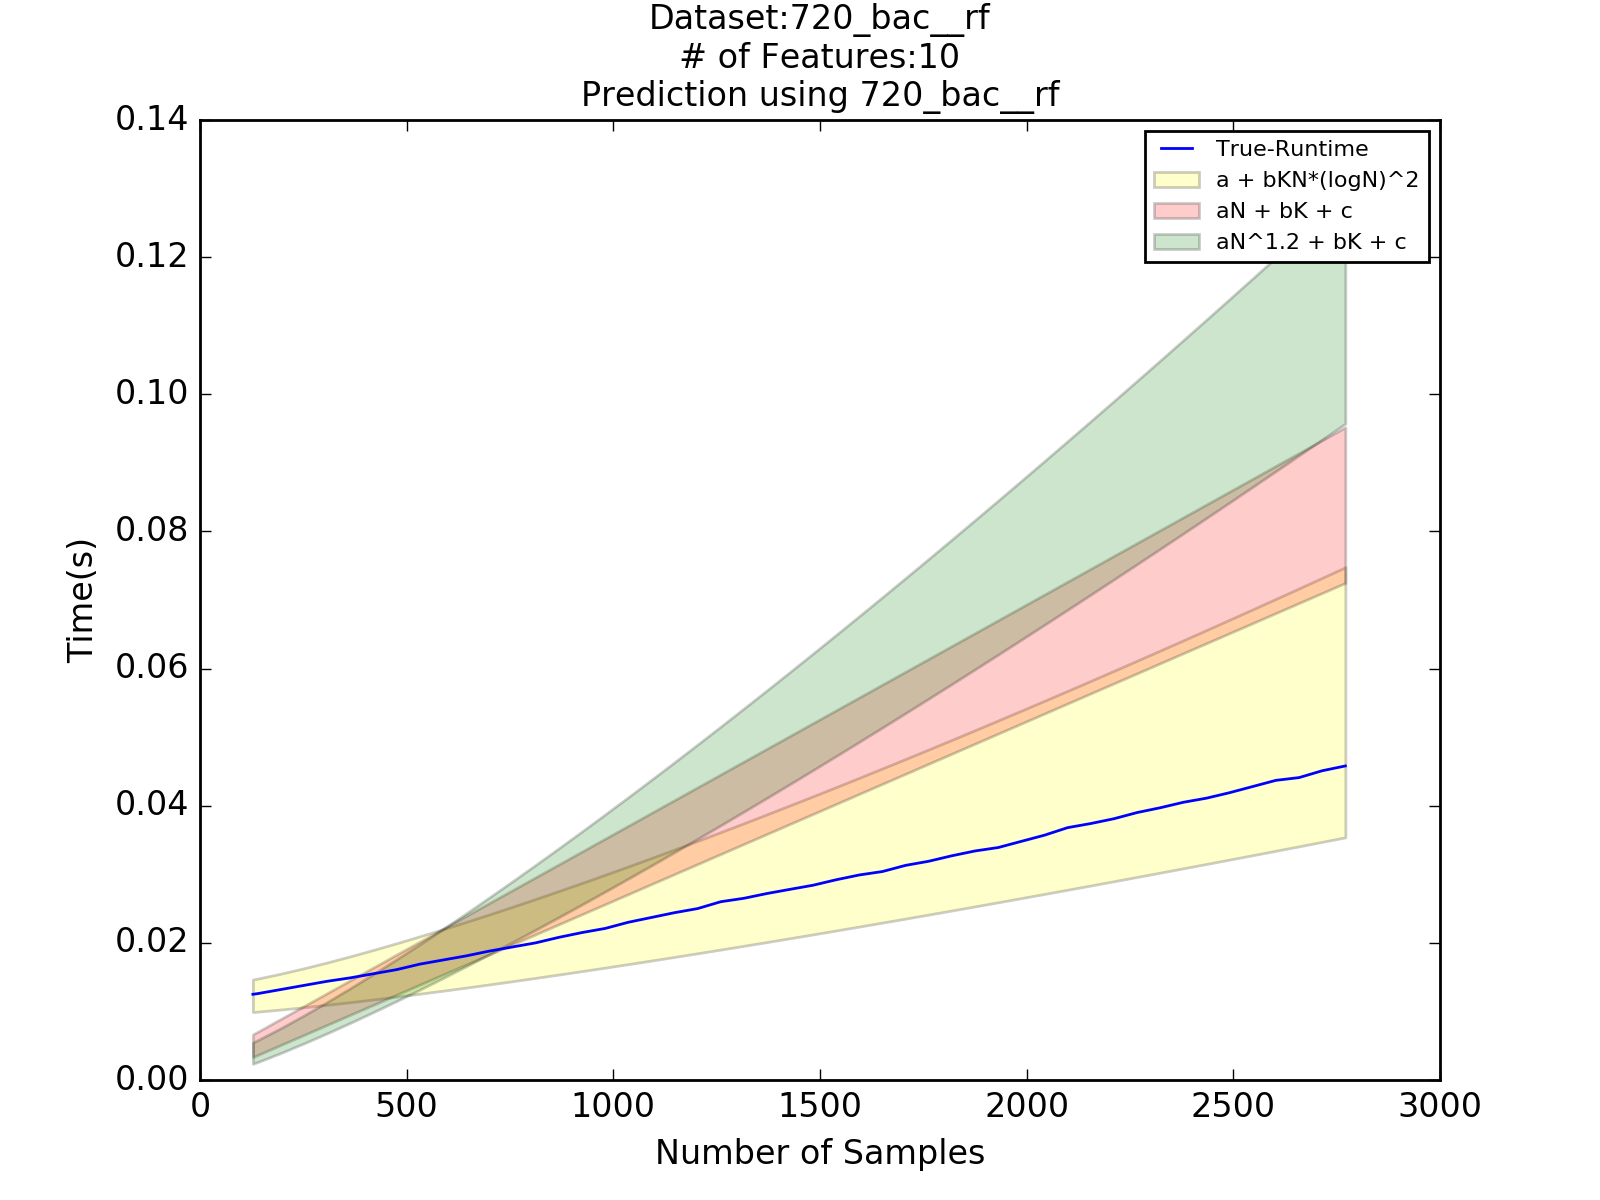 Dataset:720_bac__rf
# of Features:10
Prediction using 720_bac__rf
True-Runtime
a + bKN*(logN)^2
aN + bK + c
aN^1.2 + bK + c
0.14
0.12
0.10
0.08
0.06
0.04
0.02
0.00
Time(s)
0 500 1000 1500 2000 2500 3000
Number of Samples